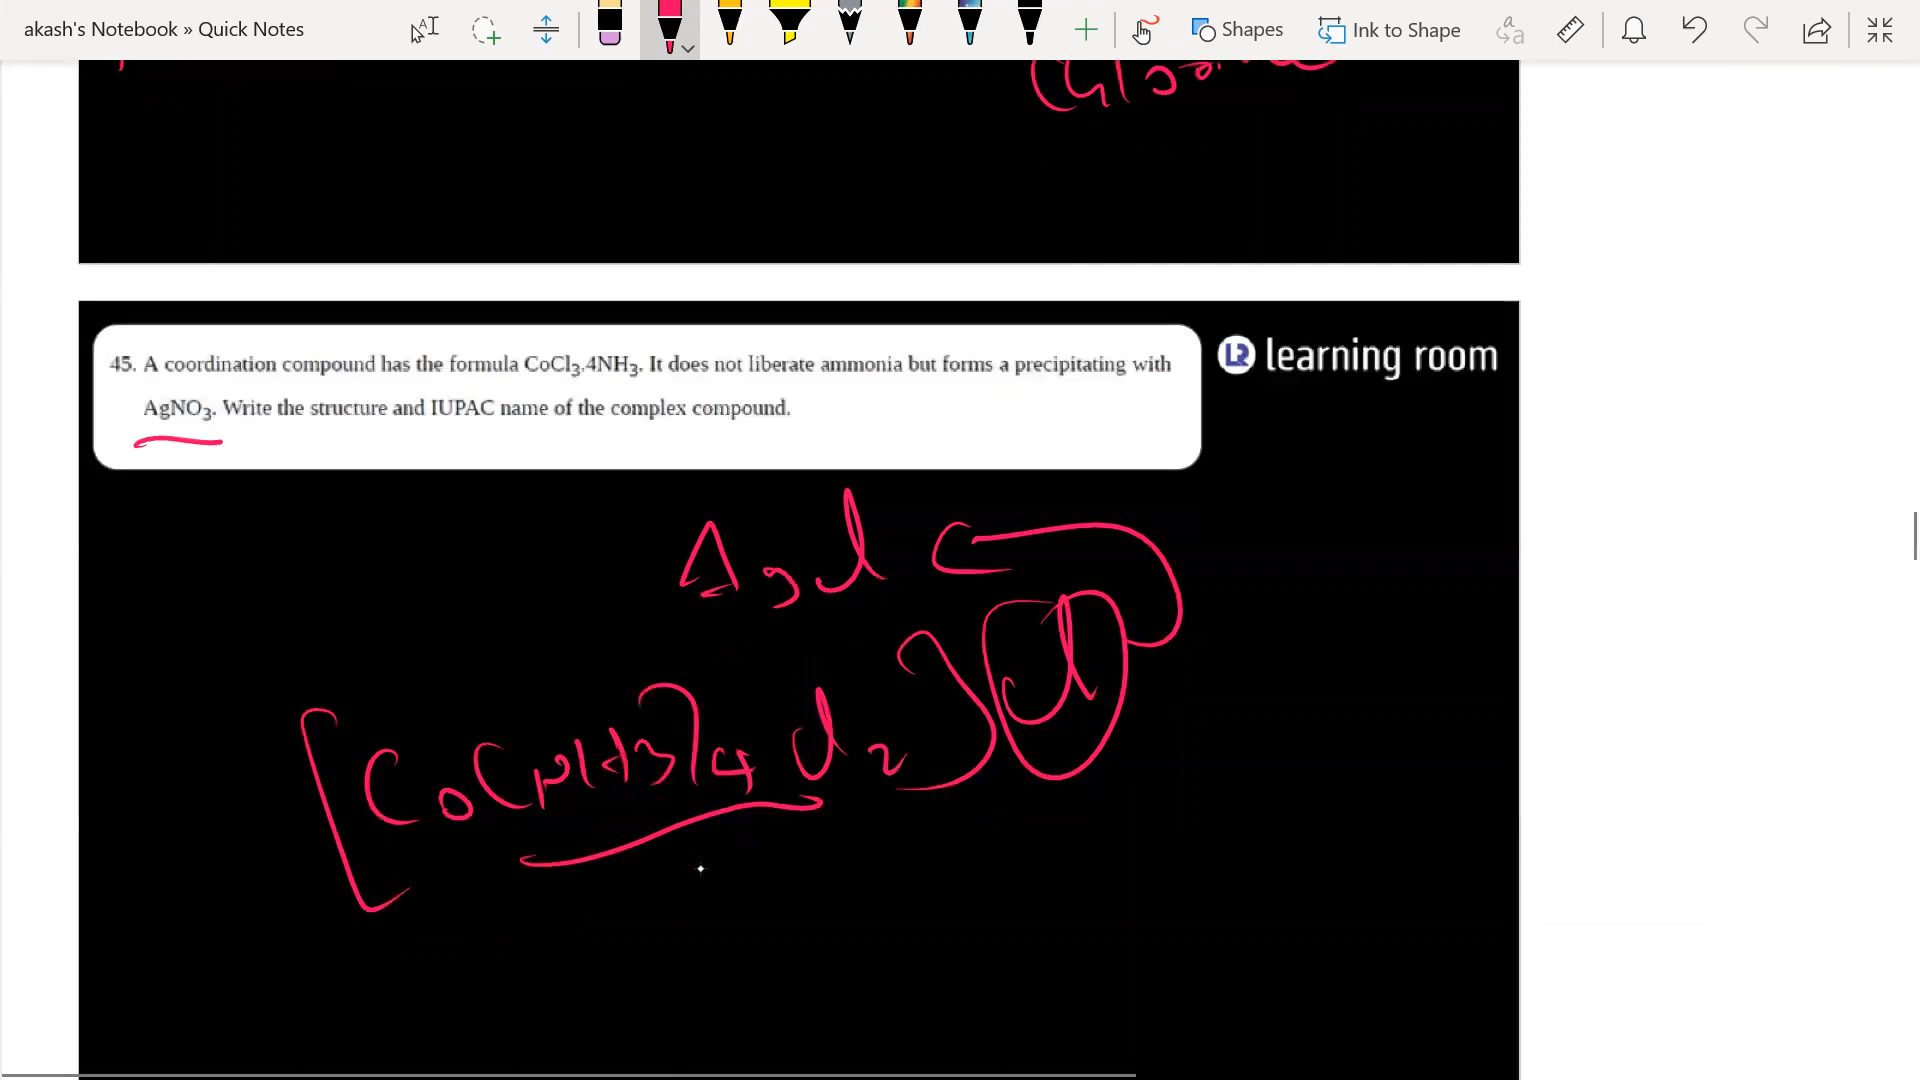 akash's Notebook » Quick Notes
Shapes
Ink to Shape
45. A coordination compound has the formula CoCl3.4NH3. It does not liberate ammonia but forms a precipitating with
AgNO3. Write the structure and IUPAC name of the complex compound.
learning room
AgCl
[Co(NH3)4 Cl2] Cl